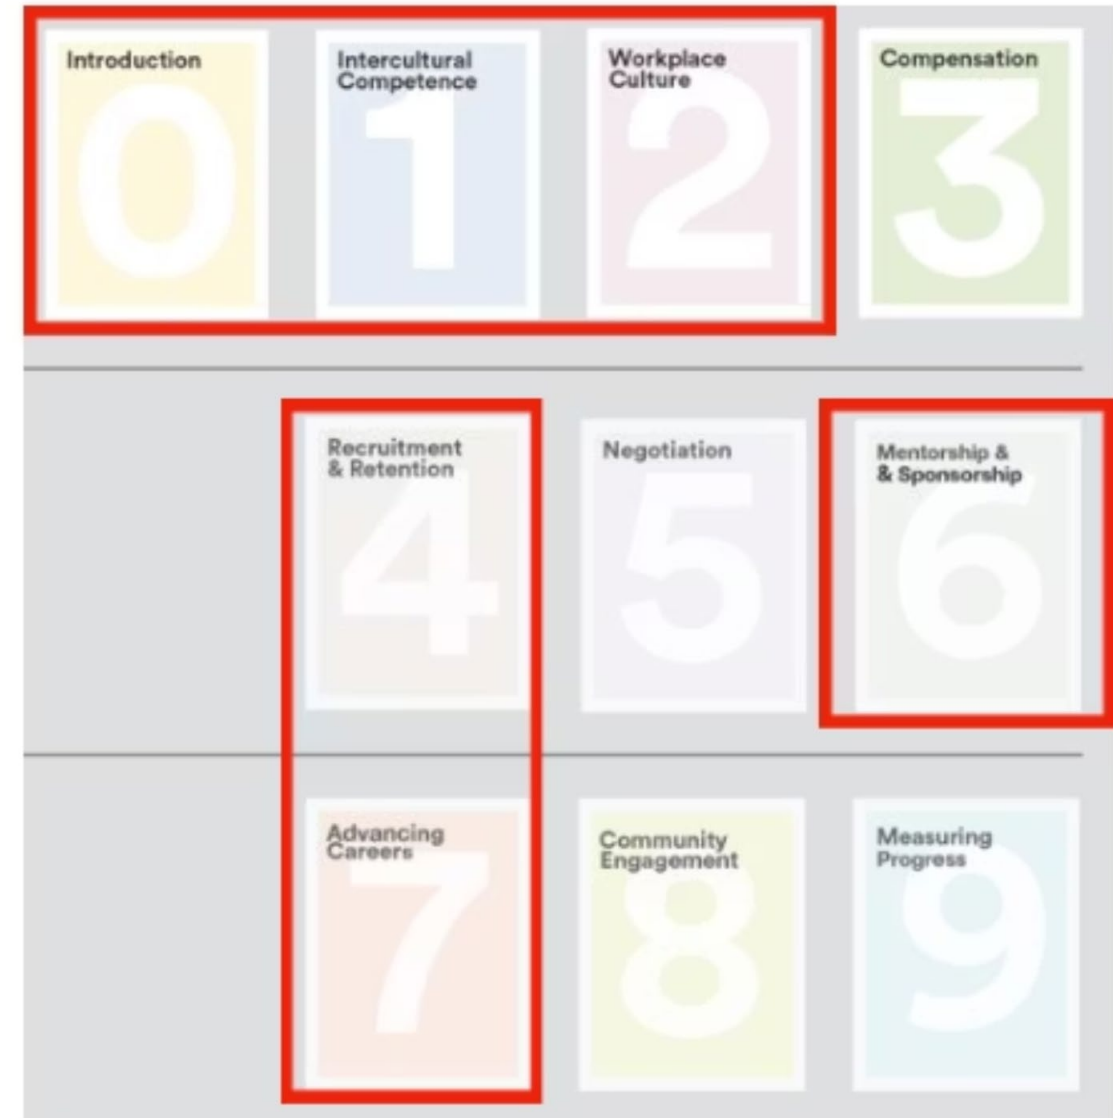 Introduction
0
Intercultural
Competence
1
Workplace
Culture
2
Compensation
3
Recruitment
& Retention
4
Negotiation
5
Mentorship &
& Sponsorship
6
Advancing
Careers
7
Community
Engagement
8
Measuring
Progress
9